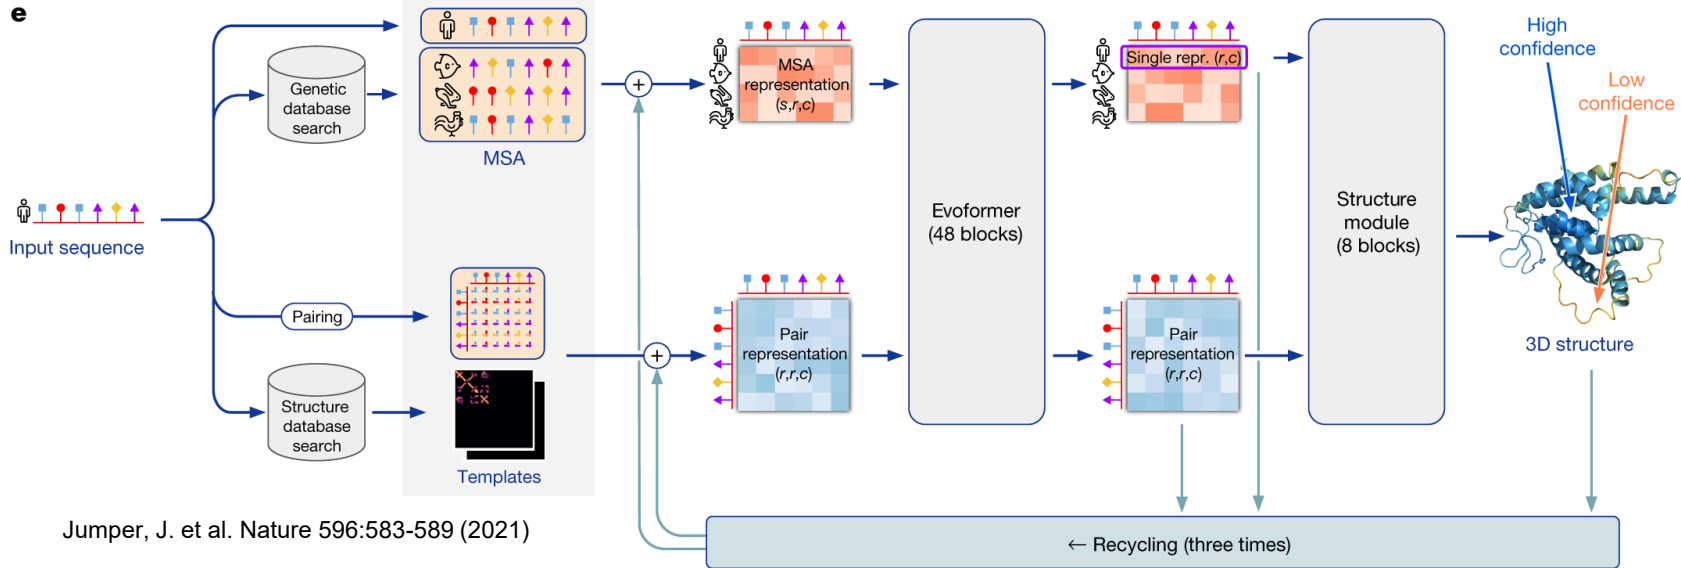 e
Input sequence
Genetic
database
search
Pairing
Structure
database
search
MSA
Templates
MSA
representation
(s,r,c)
Pair
representation
(r,r,c)
Evoformer
(48 blocks)
Single repr. (r,c)
Pair
representation
(r,r,c)
Structure
module
(8 blocks)
High
confidence
Low
confidence
3D structure
← Recycling (three times)
Jumper, J. et al. Nature 596:583-589 (2021)